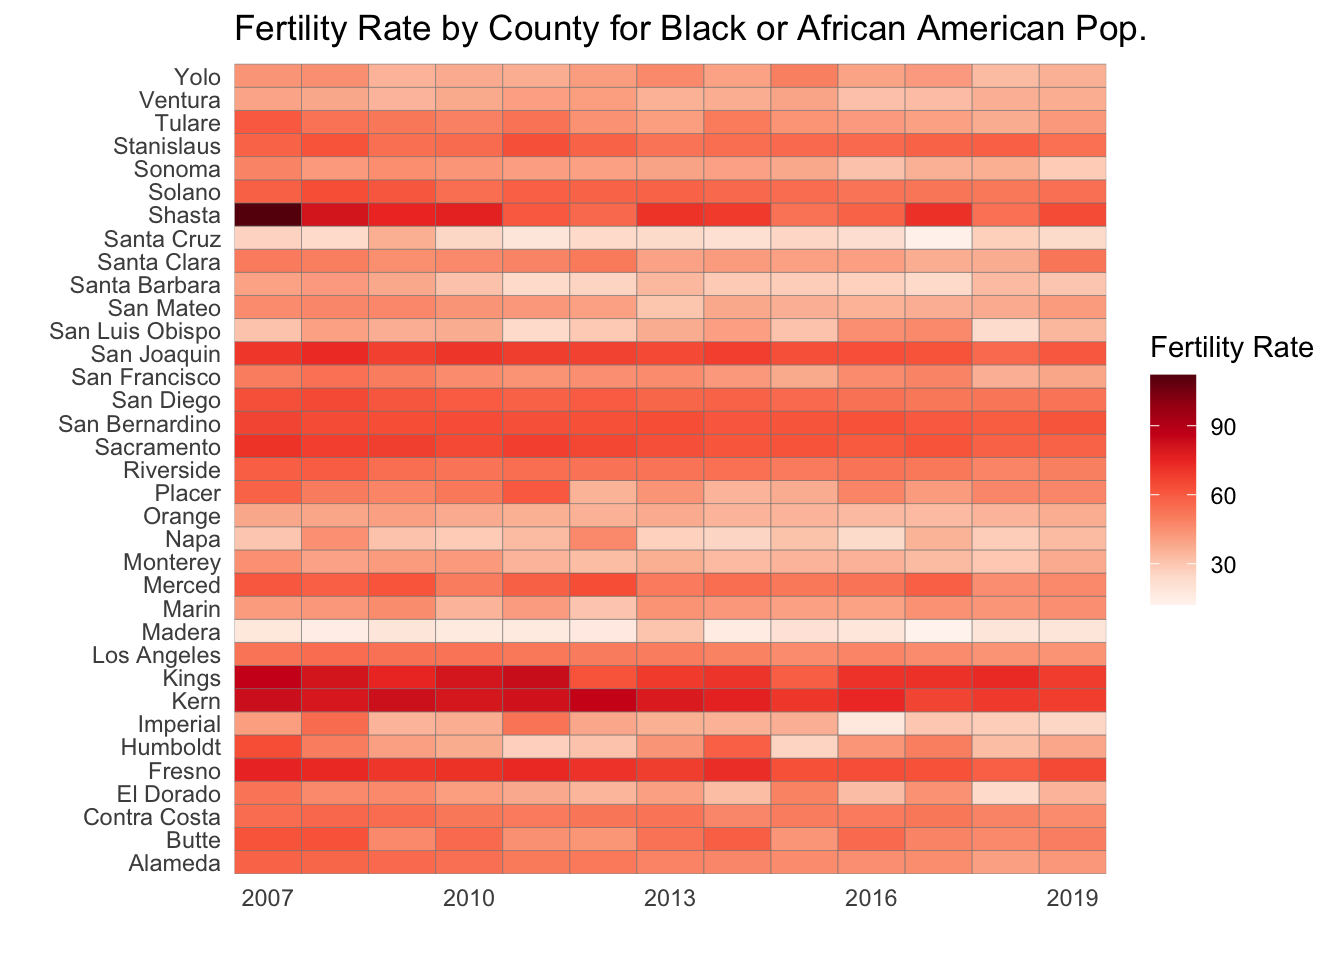 Fertility Rate by County for Black or African American Pop.
Yolo
Ventura
Tulare
Stanislaus
Sonoma
Solano
Shasta
Santa Cruz
Santa Clara
Santa Barbara
San Mateo
San Luis Obispo
San Joaquin
San Francisco
San Diego
San Bernardino
Sacramento
Riverside
Placer
Orange
Napa
Monterey
Merced
Marin
Madera
Los Angeles
Kings
Kern
Imperial
Humboldt
Fresno
El Dorado
Contra Costa
Butte
Alameda
2007 2010 2013 2016 2019
Fertility Rate
90
60
30